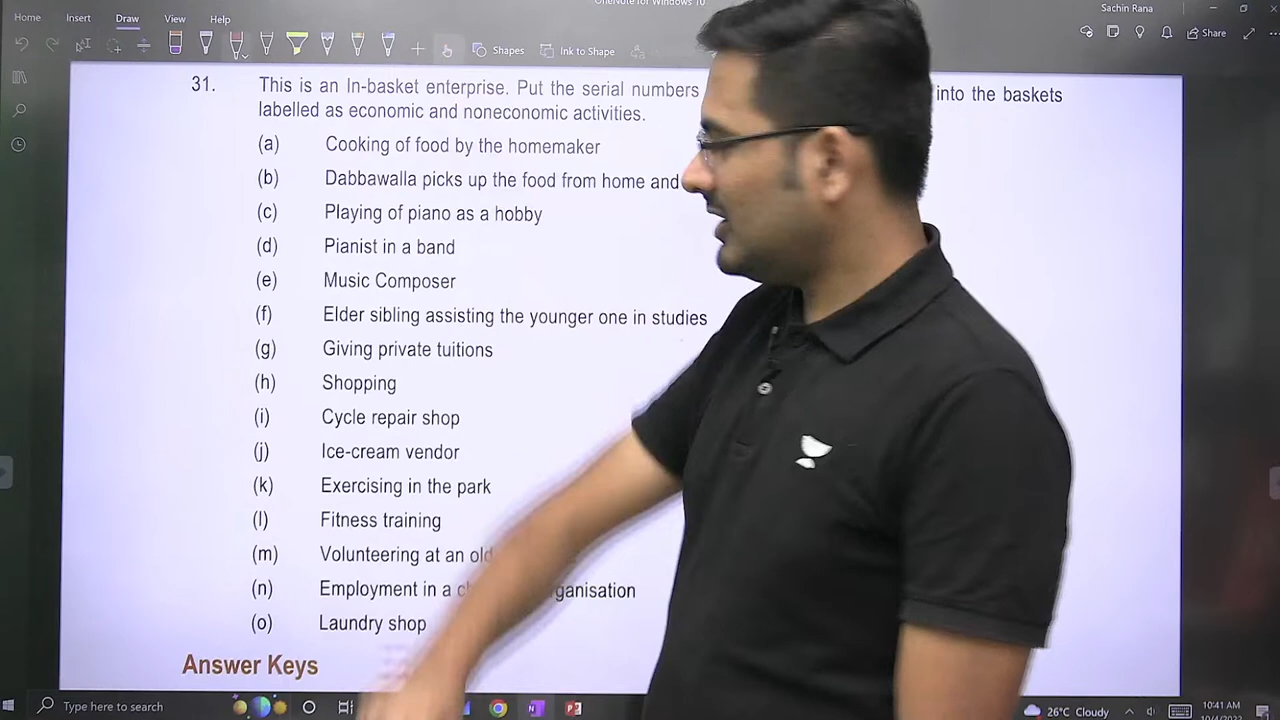 OneNote for Windows 10
Sachin Rana
Home Insert Draw View Help
Shapes Ink to Shape Share
31. This is an In-basket enterprise. Put the serial numbers into the baskets
labelled as economic and noneconomic activities.
(a) Cooking of food by the homemaker
(b) Dabbawalla picks up the food from home and
(c) Playing of piano as a hobby
(d) Pianist in a band
(e) Music Composer
(f) Elder sibling assisting the younger one in studies
(g) Giving private tuitions
(h) Shopping
(i) Cycle repair shop
(j) Ice-cream vendor
(k) Exercising in the park
(l) Fitness training
(m) Volunteering at an old
(n) Employment in a
(o) Laundry shop
Answer Keys
Type here to search
26°C Cloudy
10:41 AM